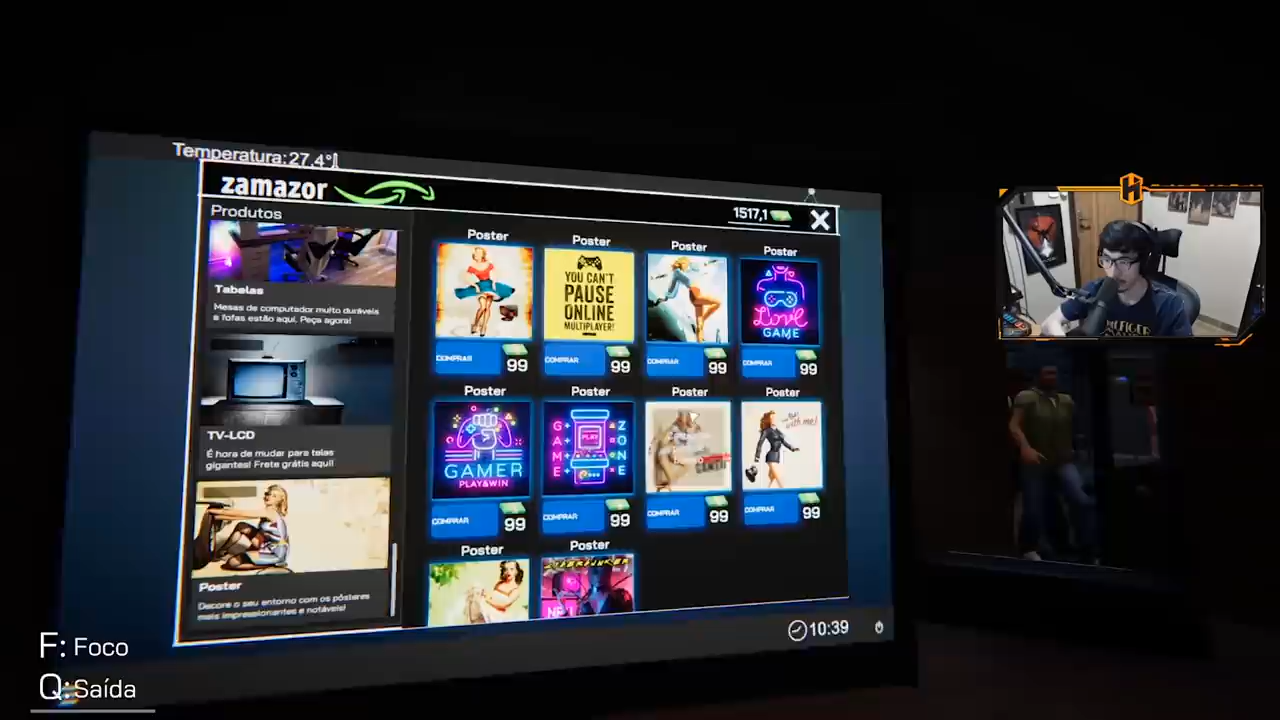 Temperatura: 27,4°
zamazor
1517,1
Produtos
Tabelas
Mesas de computador muito duráveis
e fofas estão aqui. Peça agora!
TV-LCD
É hora de mudar para telas
gigantes! Frete grátis aqui!
Poster
Decore o seu entorno com os pôsteres
mais impressionantes e notáveis!
Poster
Poster
Poster
Poster
YOU CAN'T
PAUSE
ONLINE
MULTIPLAYER!
Love
GAME
COMPRAR 99
COMPRAR 99
COMPRAR 99
COMPRAR 99
Poster
Poster
Poster
Poster
GAMER
PLAY&WIN
GAME
PLAY
ZONE
with me!
COMPRAR 99
COMPRAR 99
COMPRAR 99
COMPRAR 99
Poster
Poster
10:39
F: Foco
Q: Saída